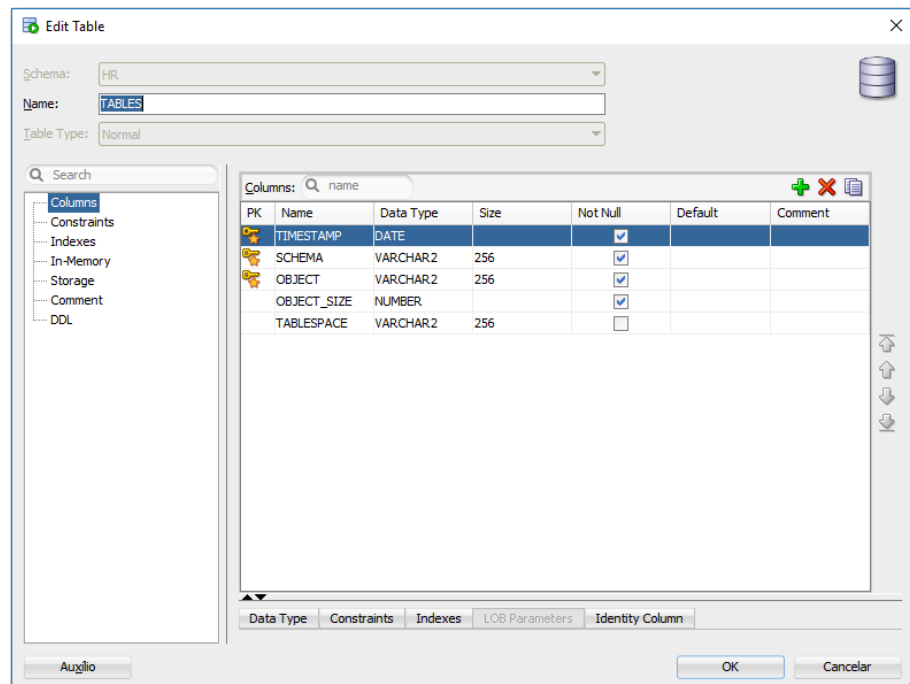 Edit Table
Schema: HR
Name: TABLES
Table Type: Normal
Search
Columns
Constraints
Indexes
In-Memory
Storage
Comment
DDL
Columns: name
PK Name Data Type Size Not Null Default Comment
TIMESTAMP DATE
SCHEMA VARCHAR2 256
OBJECT VARCHAR2 256
OBJECT_SIZE NUMBER
TABLESPACE VARCHAR2 256
Data Type Constraints Indexes LOB Parameters Identity Column
Auxílio OK Cancelar